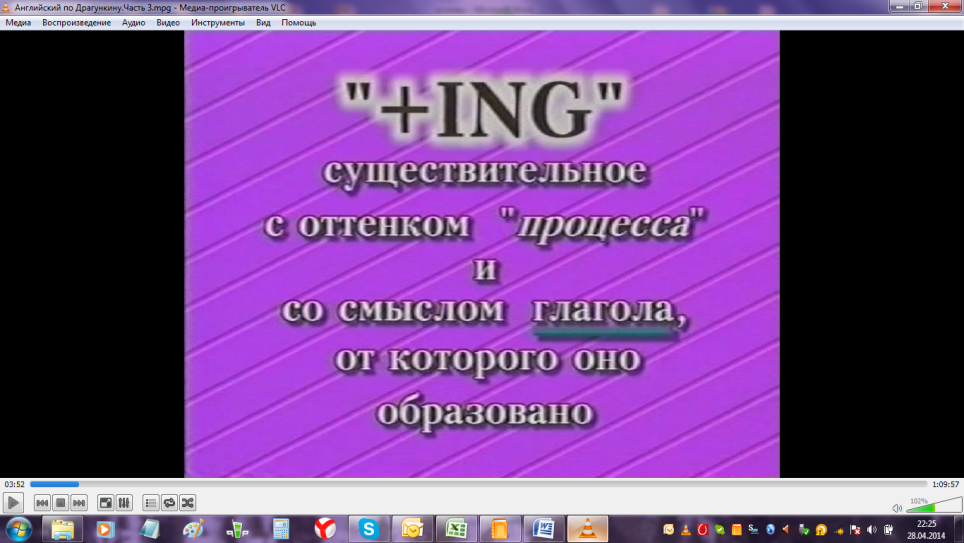 Английский по Драгункину.Часть 3.mpg - Медиа-проигрыватель VLC
Медиа Воспроизведение Аудио Видео Инструменты Вид Помощь
"+ING"
существительное
с оттенком "процесса"
и
со смыслом глагола,
от которого оно
образовано
03:52 1:09:57
102%
22:25
28.04.2014